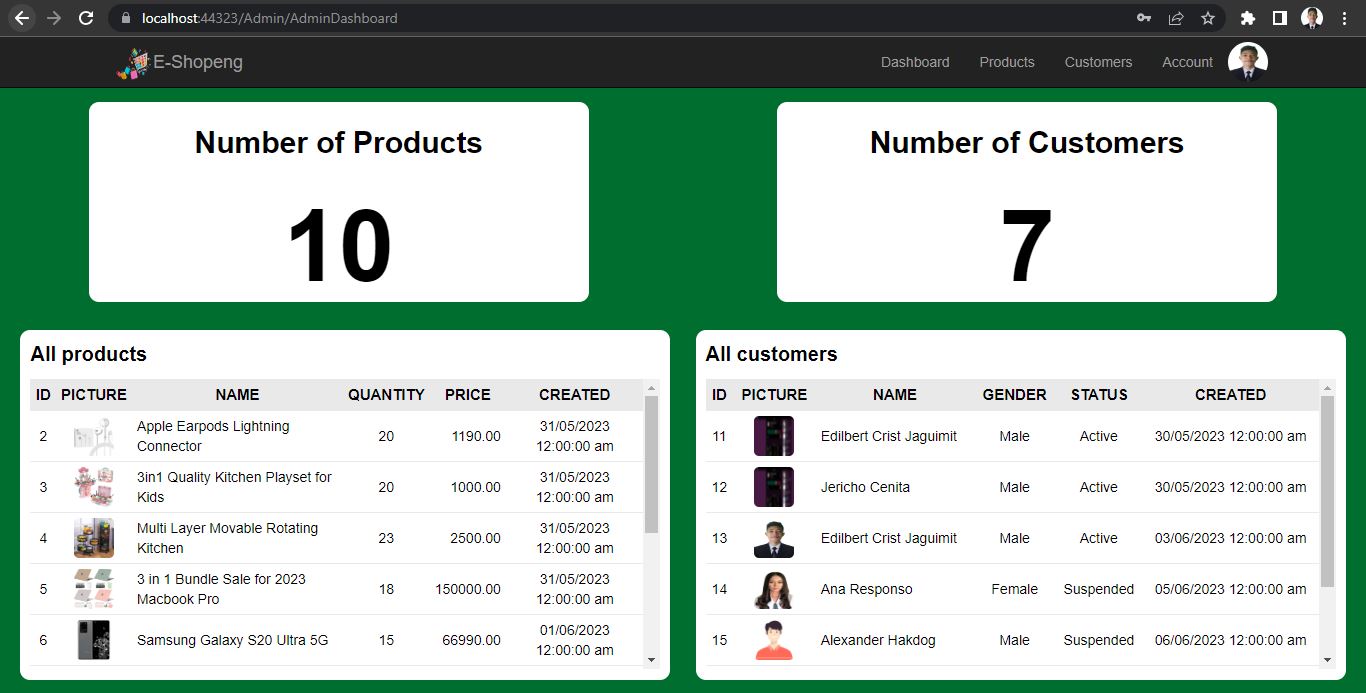 localhost:44323/Admin/AdminDashboard
E-Shopeng
Dashboard Products Customers Account
Number of Products
10
Number of Customers
7
All products
ID PICTURE NAME QUANTITY PRICE CREATED
2 Apple Earpods Lightning 20 1190.00 31/05/2023
Connector 12:00:00 am
3 3in1 Quality Kitchen Playset for 20 1000.00 31/05/2023
Kids 12:00:00 am
4 Multi Layer Movable Rotating 23 2500.00 31/05/2023
Kitchen 12:00:00 am
5 3 in 1 Bundle Sale for 2023 18 150000.00 31/05/2023
Macbook Pro 12:00:00 am
6 Samsung Galaxy S20 Ultra 5G 15 66990.00 01/06/2023
12:00:00 am
All customers
ID PICTURE NAME GENDER STATUS CREATED
11 Edilbert Crist Jaguimit Male Active 30/05/2023 12:00:00 am
12 Jericho Cenita Male Active 30/05/2023 12:00:00 am
13 Edilbert Crist Jaguimit Male Active 03/06/2023 12:00:00 am
14 Ana Responso Female Suspended 05/06/2023 12:00:00 am
15 Alexander Hakdog Male Suspended 06/06/2023 12:00:00 am